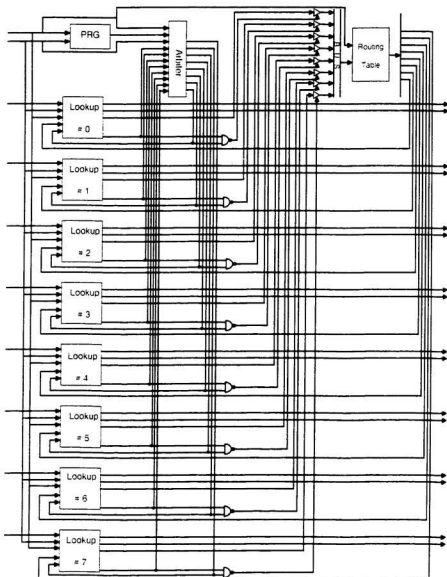 PRG
Arbiter
BUS
Routing
Table
Lookup
# 0
Lookup
# 1
Lookup
# 2
Lookup
# 3
Lookup
# 4
Lookup
# 5
Lookup
# 6
Lookup
# 7